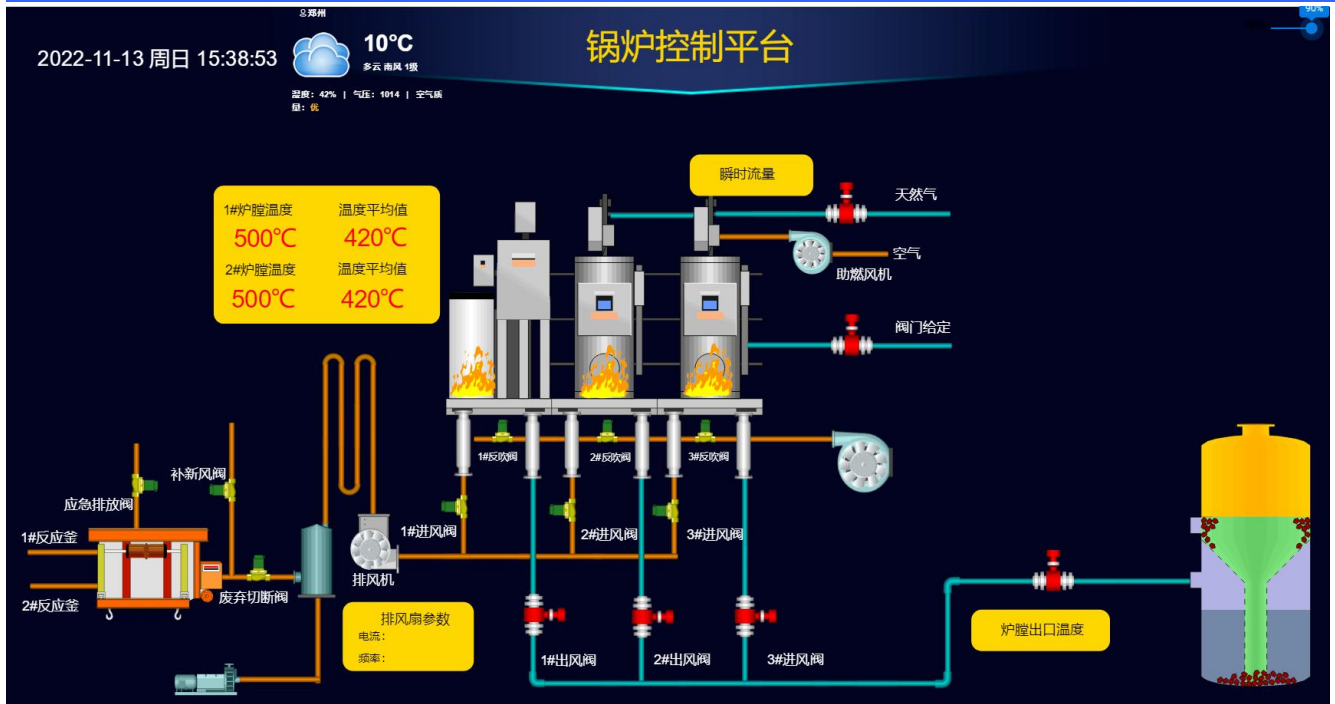 郑州
90%
锅炉控制平台
2022-11-13 周日 15:38:53
10°C
多云 南风 1级
湿度：42% | 气压：1014 | 空气质
量：优
瞬时流量
天然气
1#炉膛温度 温度平均值
500℃ 420℃
2#炉膛温度 温度平均值
500℃ 420℃
空气
助燃风机
阀门给定
1#反吹阀 2#反吹阀 3#反吹阀
补新风阀
应急排放阀
1#反应釜
1#进风阀 2#进风阀 3#进风阀
排风机
废弃切断阀
2#反应釜
排风扇参数
电流：
频率：
炉膛出口温度
1#出风阀 2#出风阀 3#进风阀